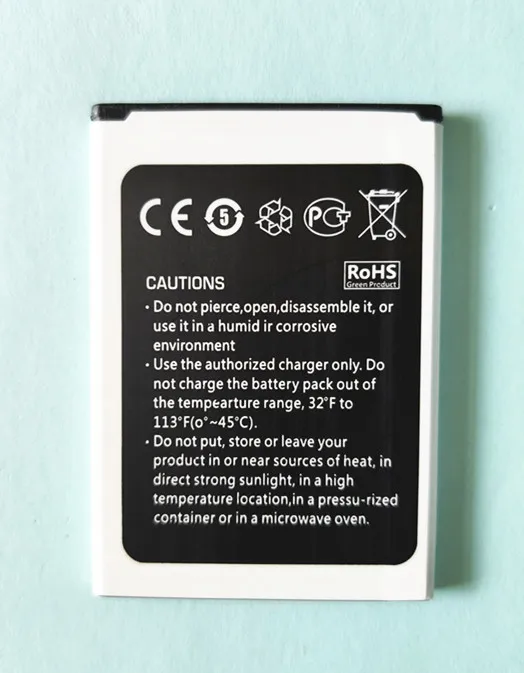 CE 5 PCT
RoHS
Green Product
CAUTIONS
· Do not pierce,open,disassemble it, or
use it in a humid ir corrosive
environment
· Use the authorized charger only. Do
not charge the battery pack out of
the tempearture range, 32°F to
113°F(o°~45°C).
· Do not put, store or leave your
product in or near sources of heat, in
direct strong sunlight, in a high
temperature location,in a pressu-rized
container or in a microwave oven.